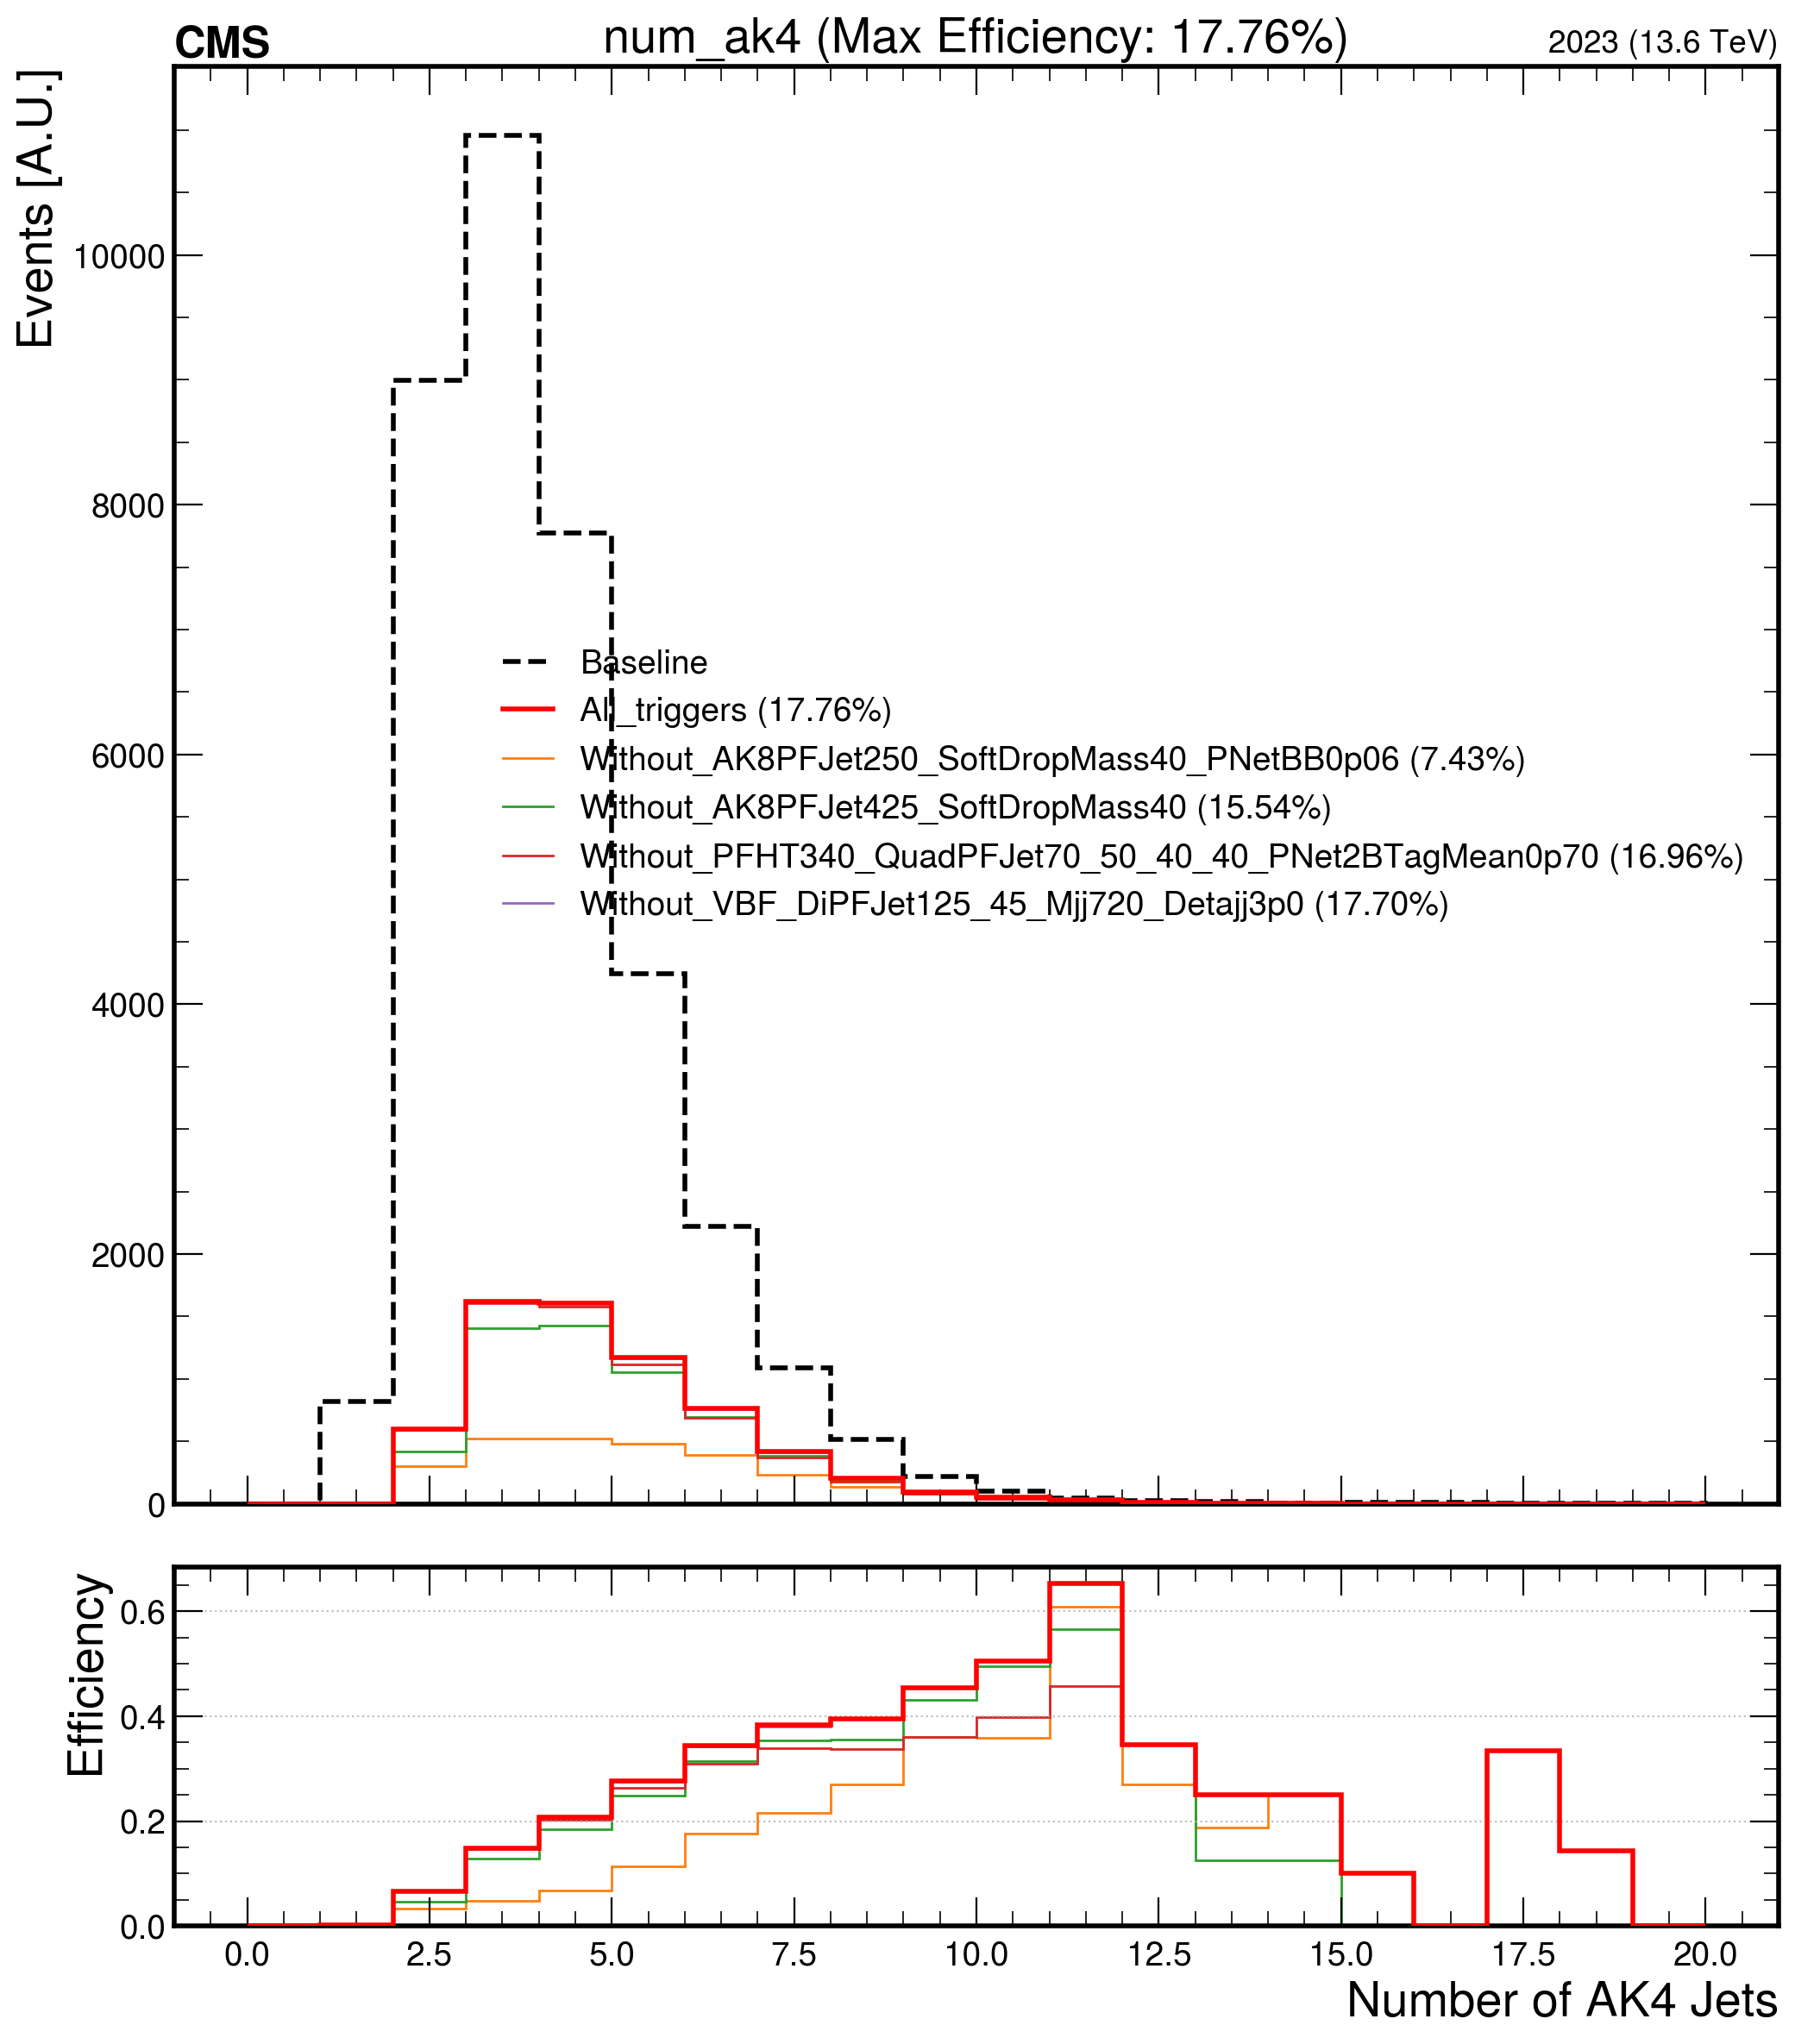 CMS num_ak4 (Max Efficiency: 17.76%) 2023 (13.6 TeV)
Events [A.U.]
10000
8000
6000
4000
2000
0
Baseline
All_triggers (17.76%)
Without_AK8PFJet250_SoftDropMass40_PNetBB0p06 (7.43%)
Without_AK8PFJet425_SoftDropMass40 (15.54%)
Without_PFHT340_QuadPFJet70_50_40_40_PNet2BTagMean0p70 (16.96%)
Without_VBF_DiPFJet125_45_Mjj720_Detajj3p0 (17.70%)
Efficiency
0.6
0.4
0.2
0.0
0.0 2.5 5.0 7.5 10.0 12.5 15.0 17.5 20.0
Number of AK4 Jets